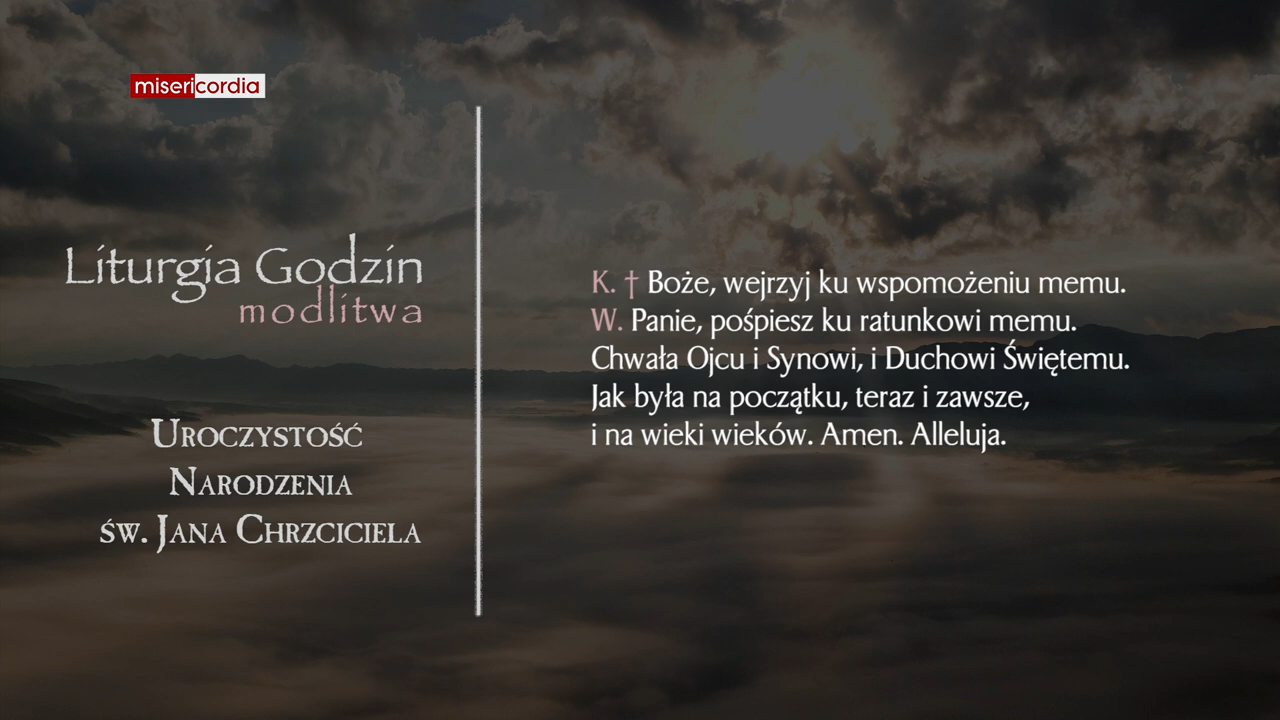 misericordia
Liturgia Godzin
modlitwa
Uroczystość
Narodzenia
św. Jana Chrzciciela
K. † Boże, wejrzyj ku wspomożeniu memu.
W. Panie, pośpiesz ku ratunkowi memu.
Chwała Ojcu i Synowi, i Duchowi Świętemu.
Jak była na początku, teraz i zawsze,
i na wieki wieków. Amen. Alleluja.